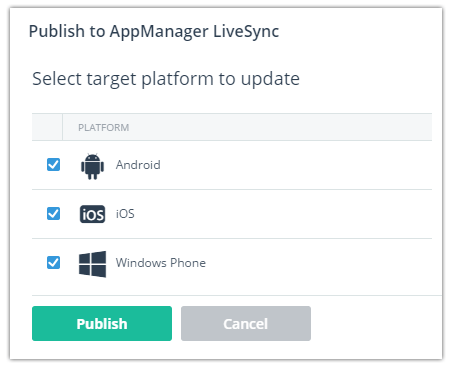 Publish to AppManager LiveSync
Select target platform to update
PLATFORM
Android
iOS iOS
Windows Phone
Publish Cancel